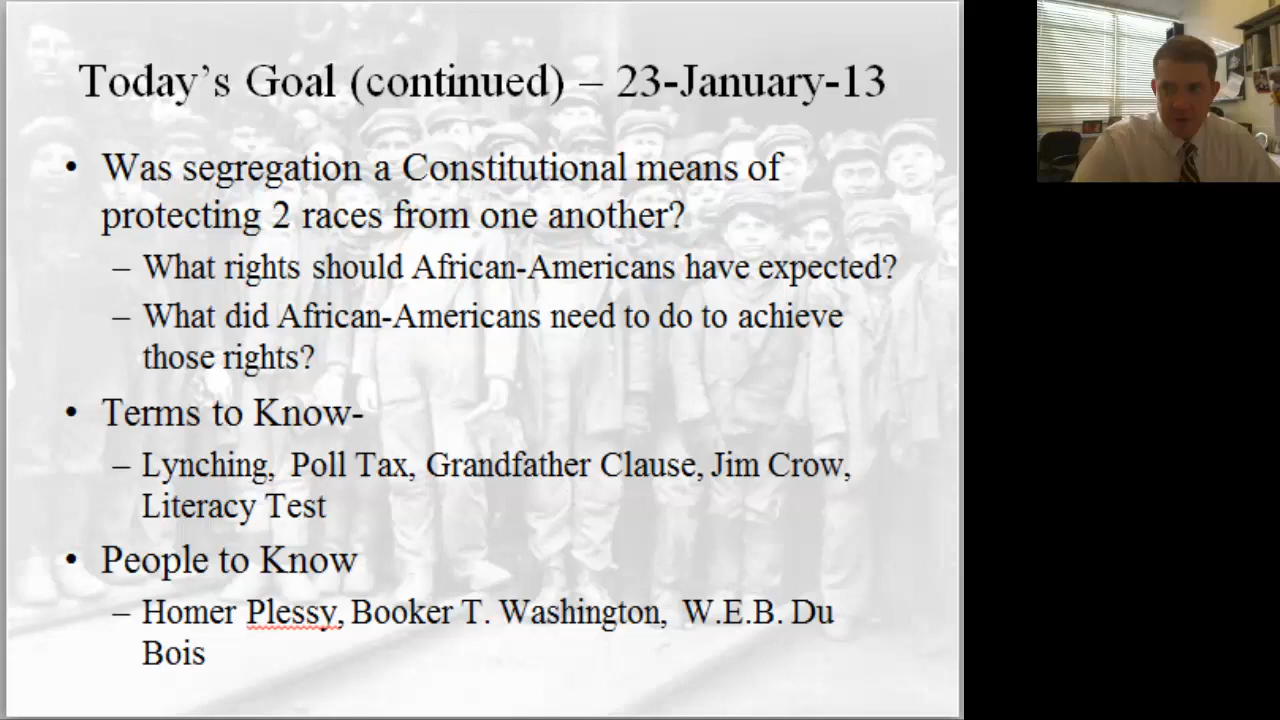 Today's Goal (continued) – 23-January-13
• Was segregation a Constitutional means of
protecting 2 races from one another?
– What rights should African-Americans have expected?
– What did African-Americans need to do to achieve
those rights?
• Terms to Know-
– Lynching, Poll Tax, Grandfather Clause, Jim Crow,
Literacy Test
• People to Know
– Homer Plessy, Booker T. Washington, W.E.B. Du
Bois